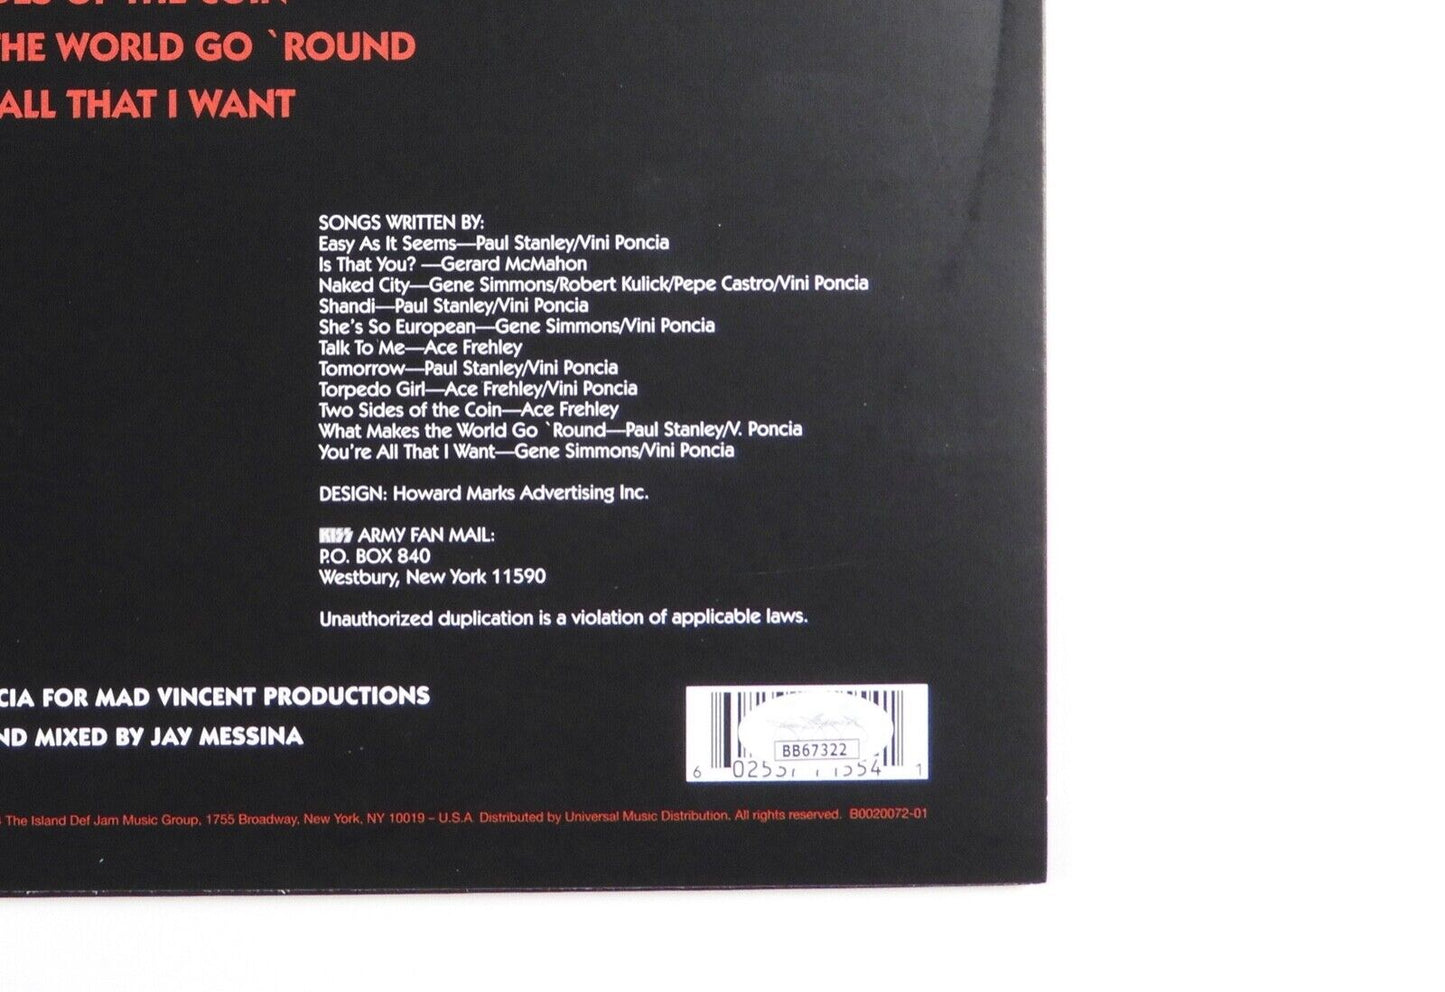 OF THE COIN
THE WORLD GO `ROUND
ALL THAT I WANT
SONGS WRITTEN BY:
Easy As It Seems—Paul Stanley/Vini Poncia
Is That You? —Gerard McMahon
Naked City—Gene Simmons/Robert Kulick/Pepe Castro/Vini Poncia
Shandi—Paul Stanley/Vini Poncia
She's So European—Gene Simmons/Vini Poncia
Talk To Me—Ace Frehley
Tomorrow—Paul Stanley/Vini Poncia
Torpedo Girl—Ace Frehley/Vini Poncia
Two Sides of the Coin—Ace Frehley
What Makes the World Go `Round—Paul Stanley/V. Poncia
You're All That I Want—Gene Simmons/Vini Poncia
DESIGN: Howard Marks Advertising Inc.
KISS ARMY FAN MAIL:
P.O. BOX 840
Westbury, New York 11590
Unauthorized duplication is a violation of applicable laws.
CIA FOR MAD VINCENT PRODUCTIONS
ND MIXED BY JAY MESSINA
BB67322
6 1
The Island Def Jam Music Group, 1755 Broadway, New York, NY 10019 – U.S.A Distributed by Universal Music Distribution. All rights reserved. B0020072-01